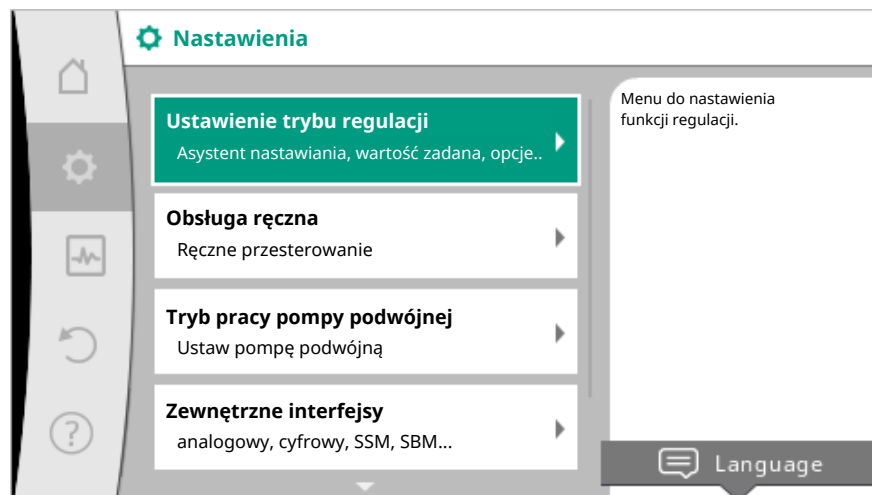 Nastawienia
Ustawienie trybu regulacji
Asystent nastawiania, wartość zadana, opcje..
Obsługa ręczna
Ręczne przesterowanie
Tryb pracy pompy podwójnej
Ustaw pompę podwójną
Zewnętrzne interfejsy
analogowy, cyfrowy, SSM, SBM...
Menu do nastawienia
funkcji regulacji.
Language